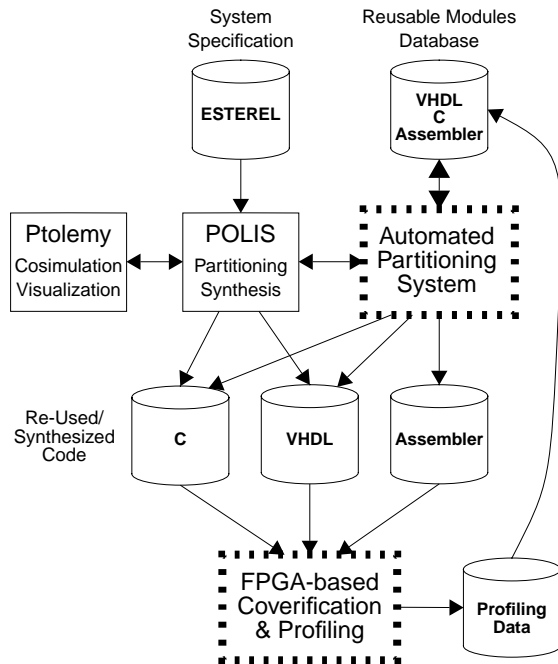 System
Specification
Reusable Modules
Database
ESTEREL
VHDL
C
Assembler
Ptolemy
Cosimulation
Visualization
POLIS
Partitioning
Synthesis
Automated
Partitioning
System
Re-Used/
Synthesized
Code
C
VHDL
Assembler
FPGA-based
Coverification
& Profiling
Profiling
Data